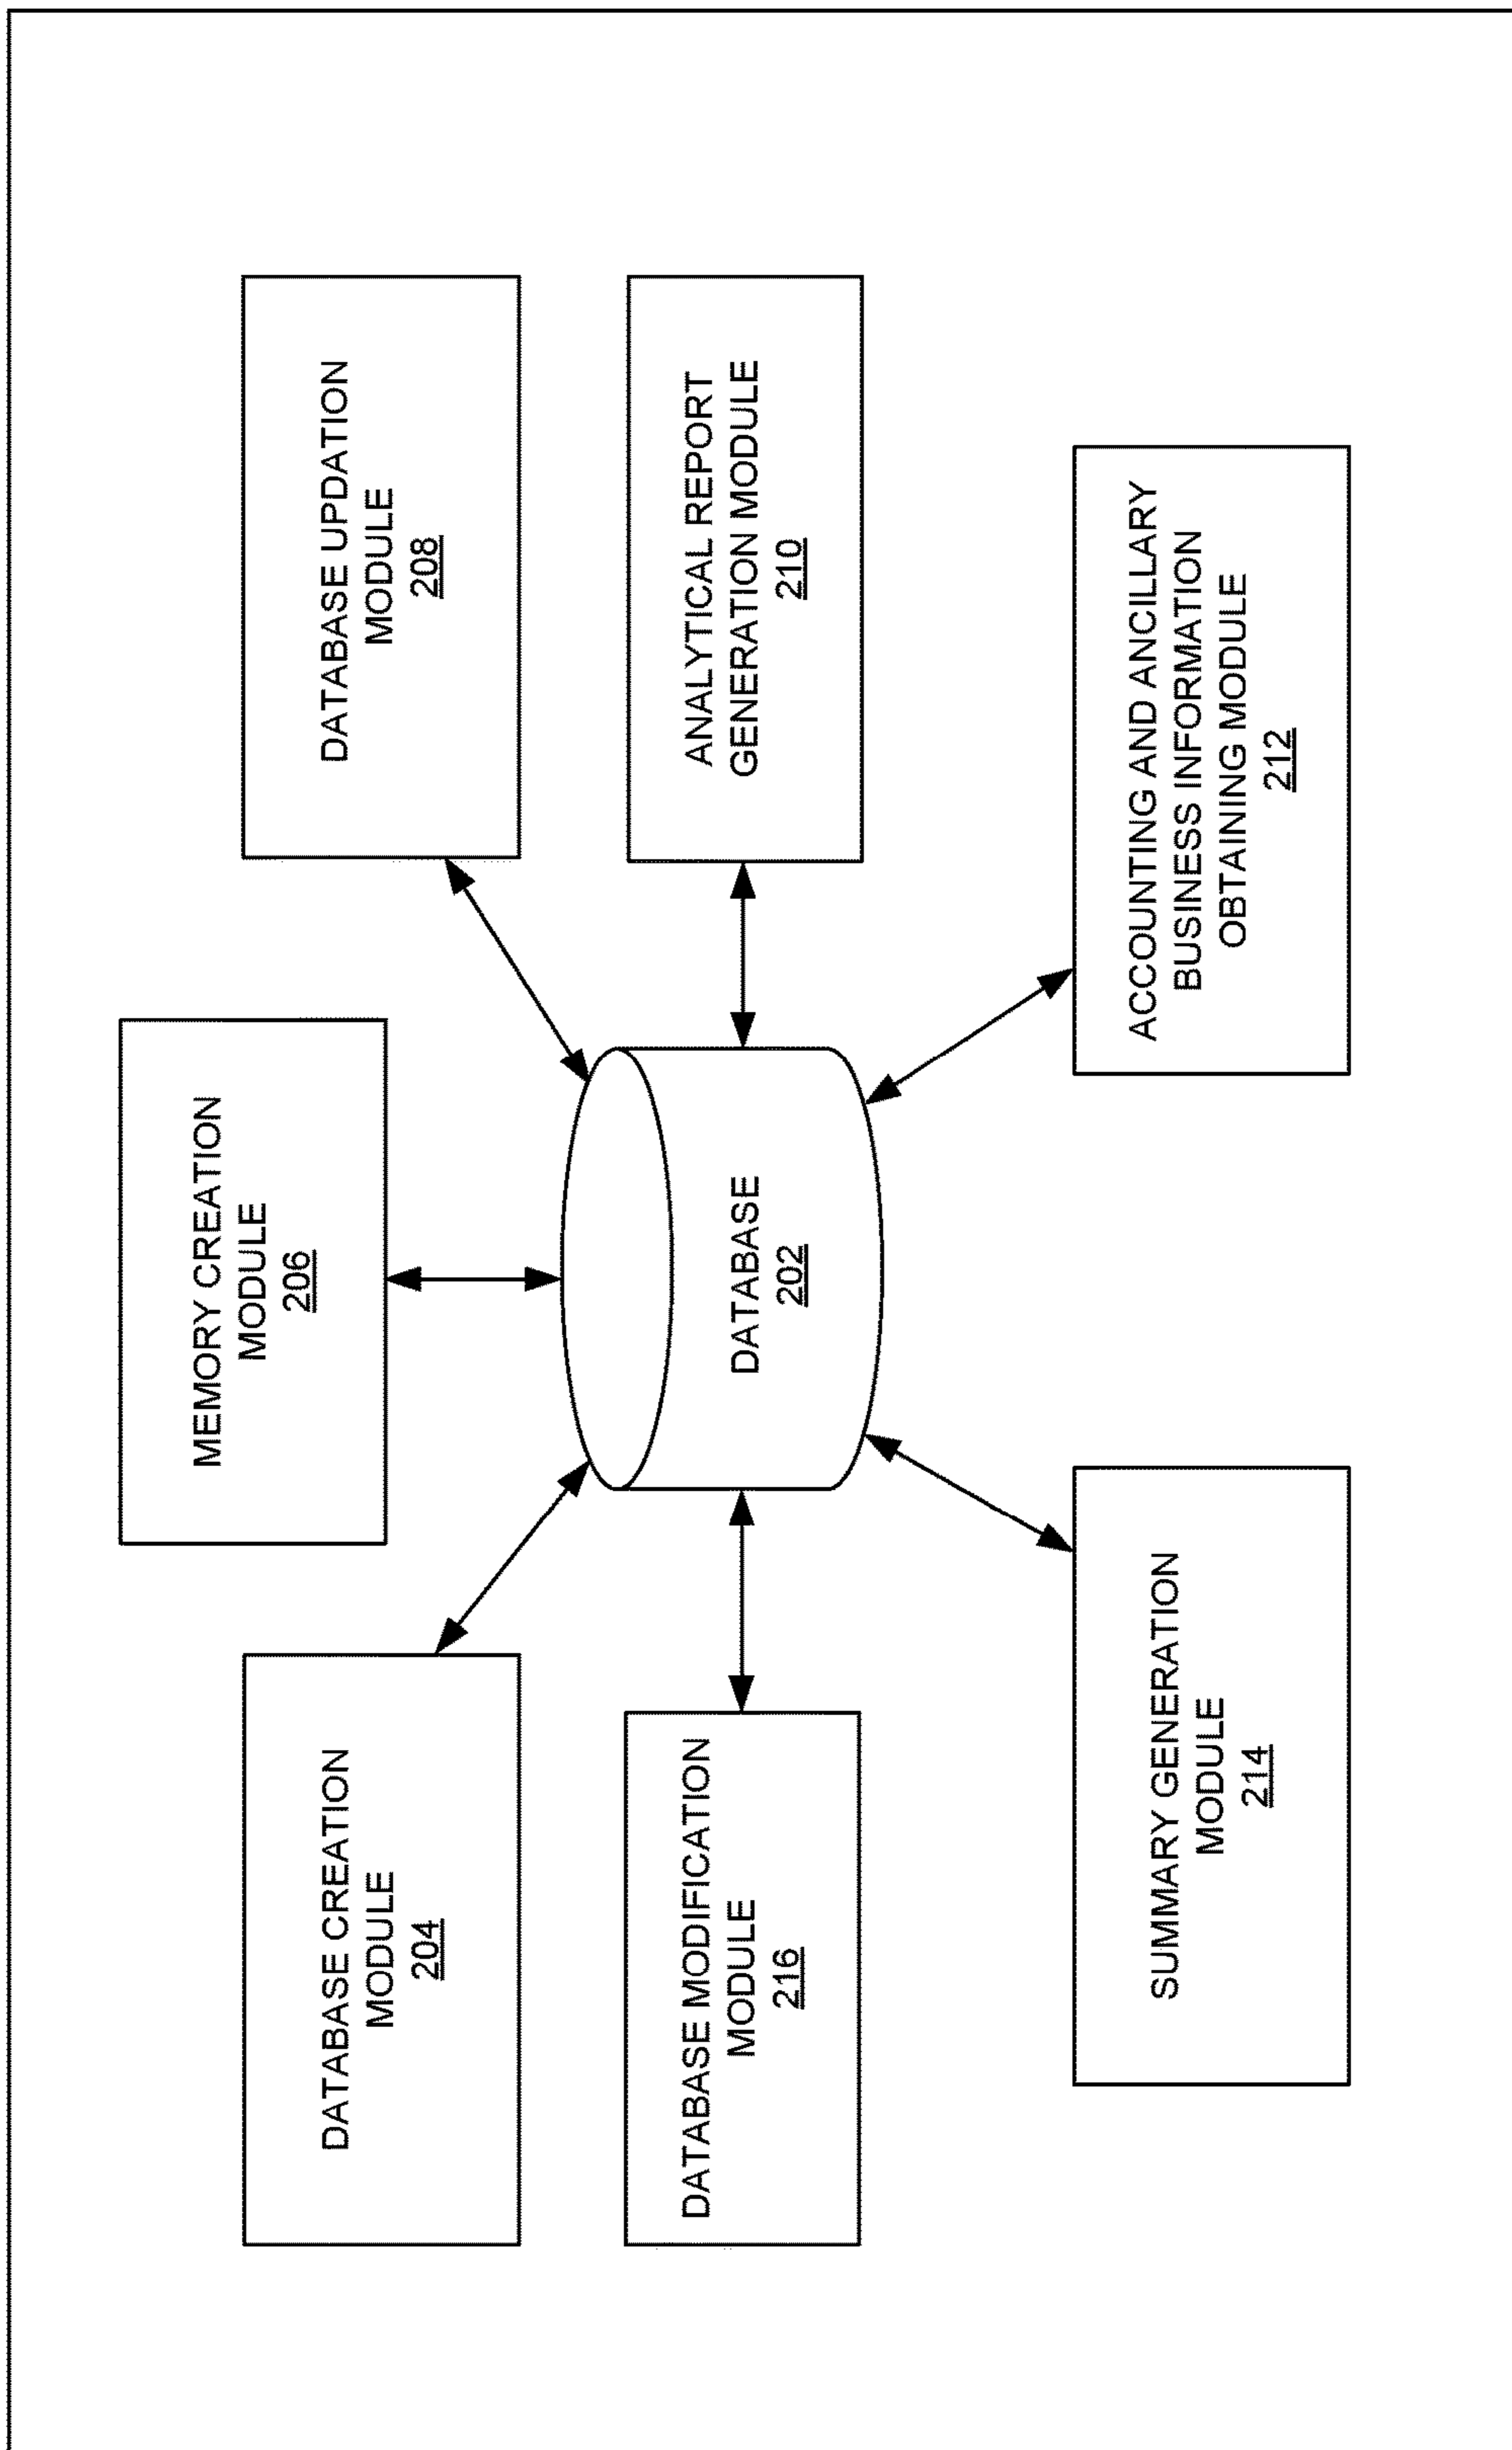 DATABASE CREATION
MODULE
204
MEMORY CREATION
MODULE
206
DATABASE UPDATION
MODULE
208
DATABASE MODIFICATION
MODULE
216
DATABASE
202
ANALYTICAL REPORT
GENERATION MODULE
210
SUMMARY GENERATION
MODULE
214
ACCOUNTING AND ANCILLARY
BUSINESS INFORMATION
OBTAINING MODULE
212